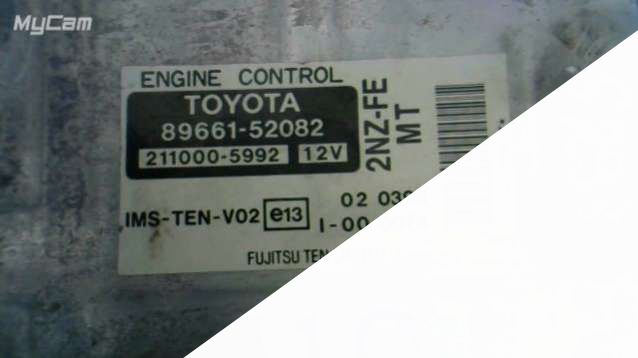 MyCam
ENGINE CONTROL
TOYOTA
89661-52082
211000-5992 12V
2NZ-FE
MT
IMS-TEN-V02 e13
02
FUJITSU TEN